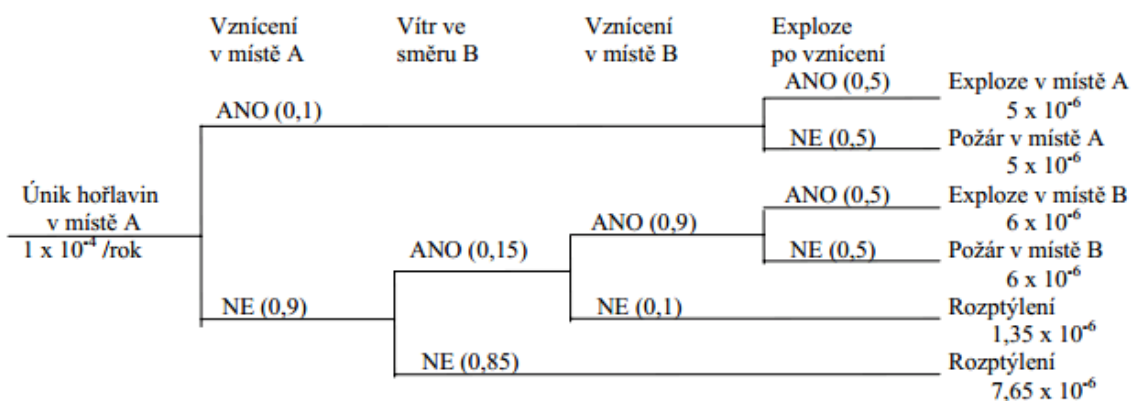 Vznícení
v místě A
Vítr ve
směru B
Vznícení
v místě B
Exploze
po vznícení
ANO (0,1)
ANO (0,5)
Exploze v místě A
5 x 10⁻⁶
NE (0,5)
Požár v místě A
5 x 10⁻⁶
Únik hořlavin
v místě A
1 x 10⁻⁴ /rok
ANO (0,5)
Exploze v místě B
6 x 10⁻⁶
ANO (0,9)
ANO (0,15)
NE (0,5)
Požár v místě B
6 x 10⁻⁶
NE (0,9)
NE (0,1)
Rozptýlení
1,35 x 10⁻⁶
NE (0,85)
Rozptýlení
7,65 x 10⁻⁶